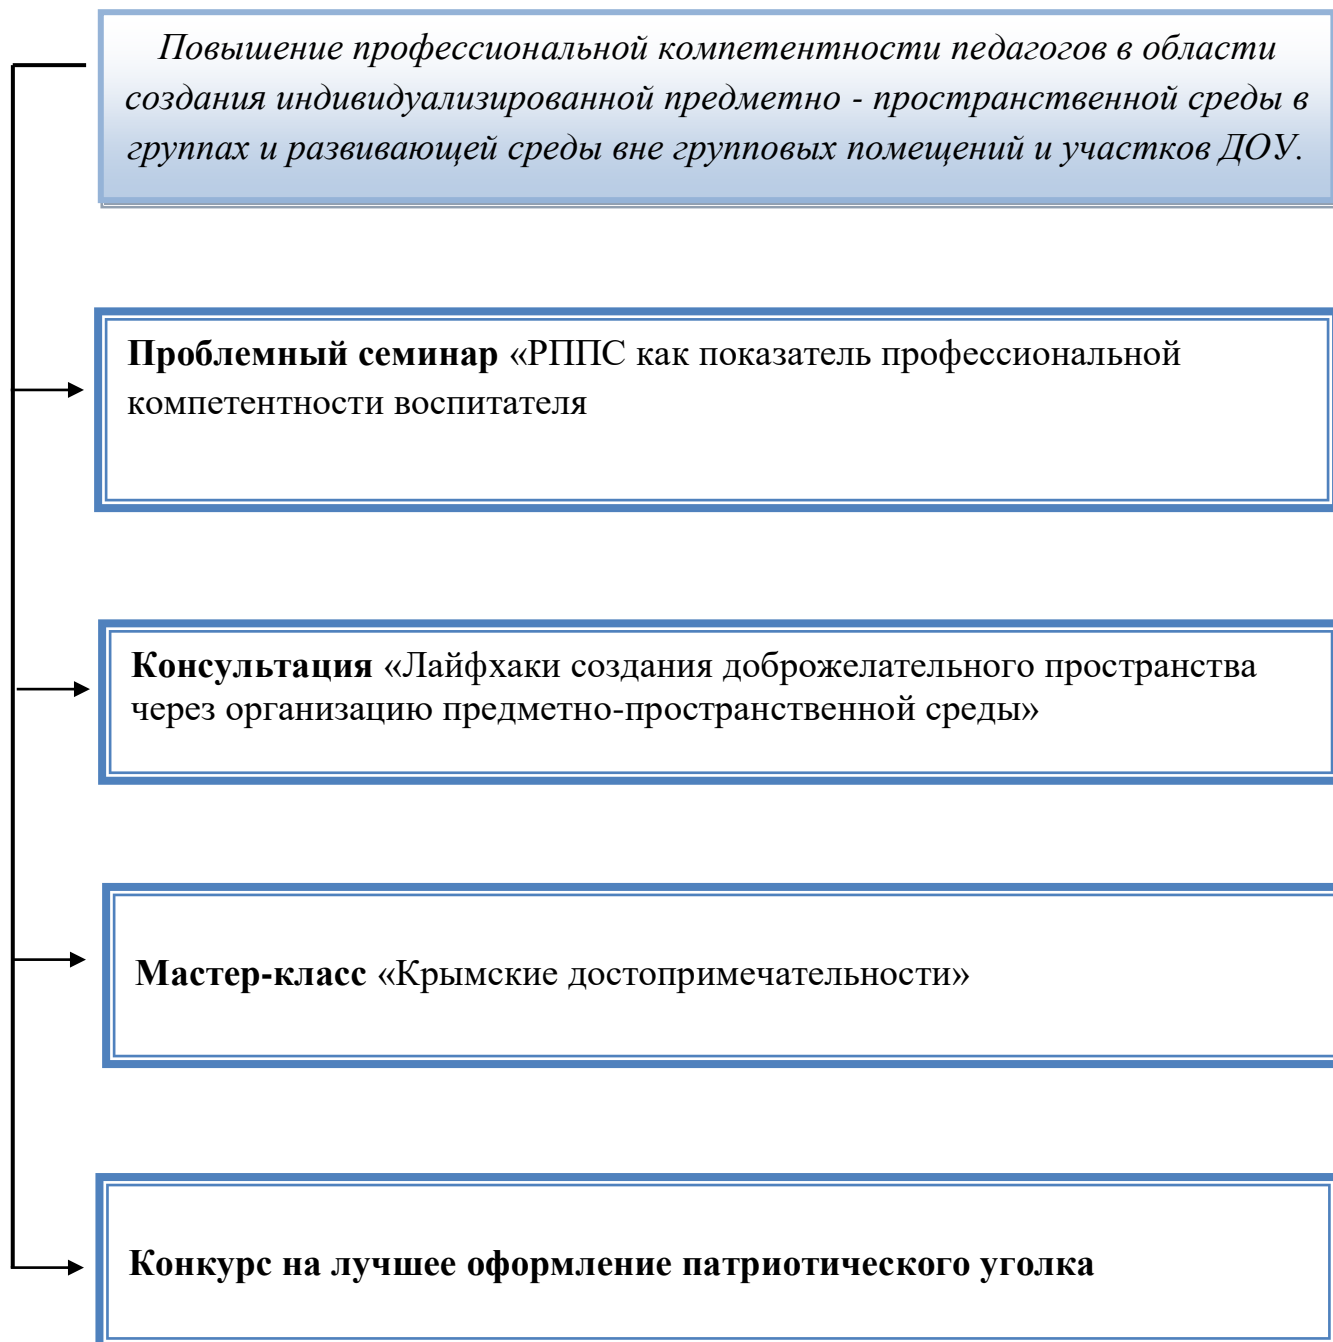 Повышение профессиональной компетентности педагогов в области
создания индивидуализированной предметно - пространственной среды в
группах и развивающей среды вне групповых помещений и участков ДОУ.
Проблемный семинар «РППС как показатель профессиональной
компетентности воспитателя
Консультация «Лайфхаки создания доброжелательного пространства
через организацию предметно-пространственной среды»
Мастер-класс «Крымские достопримечательности»
Конкурс на лучшее оформление патриотического уголка